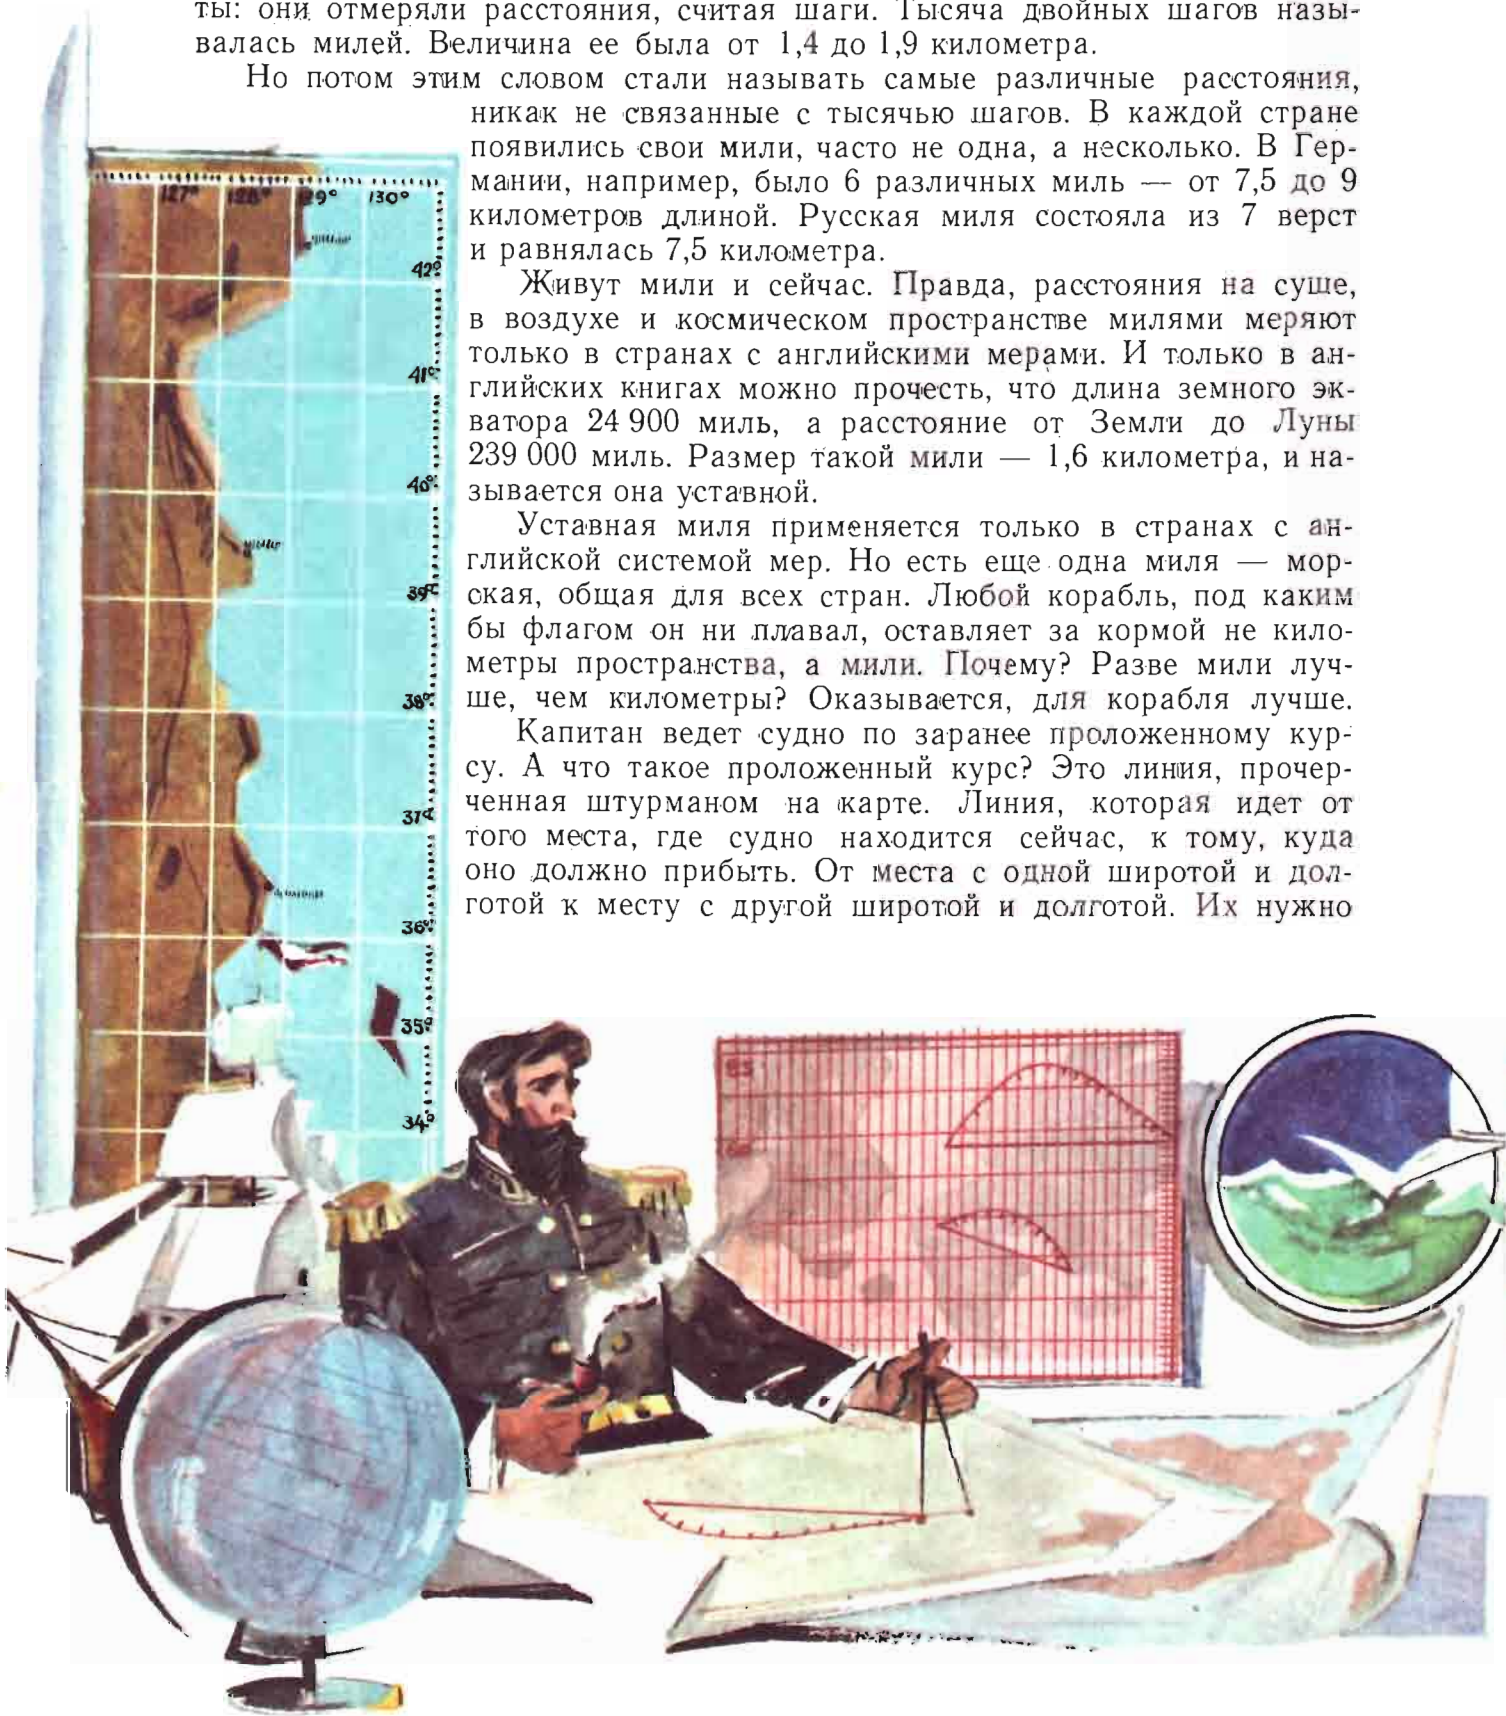 ты: они отмеряли расстояния, считая шаги. Тысяча двойных шагов назы-
валась милей. Величина ее была от 1,4 до 1,9 километра.
Но потом этим словом стали называть самые различные расстояния,
никак не связанные с тысячью шагов. В каждой стране
появились свои мили, часто не одна, а несколько. В Гер-
мании, например, было 6 различных миль — от 7,5 до 9
километров длиной. Русская миля состояла из 7 верст
и равнялась 7,5 километра.
Живут мили и сейчас. Правда, расстояния на суше,
в воздухе и космическом пространстве милями меряют
только в странах с английскими мерами. И только в ан-
глийских книгах можно прочесть, что длина земного эк-
ватора 24 900 миль, а расстояние от Земли до Луны
239 000 миль. Размер такой мили — 1,6 километра, и на-
зывается она уставной.
Уставная миля применяется только в странах с ан-
глийской системой мер. Но есть еще одна миля — мор-
ская, общая для всех стран. Любой корабль, под каким
бы флагом он ни плавал, оставляет за кормой не кило-
метры пространства, а мили. Почему? Разве мили луч-
ше, чем километры? Оказывается, для корабля лучше.
Капитан ведет судно по заранее проложенному кур-
су. А что такое проложенный курс? Это линия, прочер-
ченная штурманом на карте. Линия, которая идет от
того места, где судно находится сейчас, к тому, куда
оно должно прибыть. От места с одной широтой и дол-
готой к месту с другой широтой и долготой. Их нужно
127° 128° 129° 130°
42°
41°
40°
39°
38°
37°
36°
35°
34°